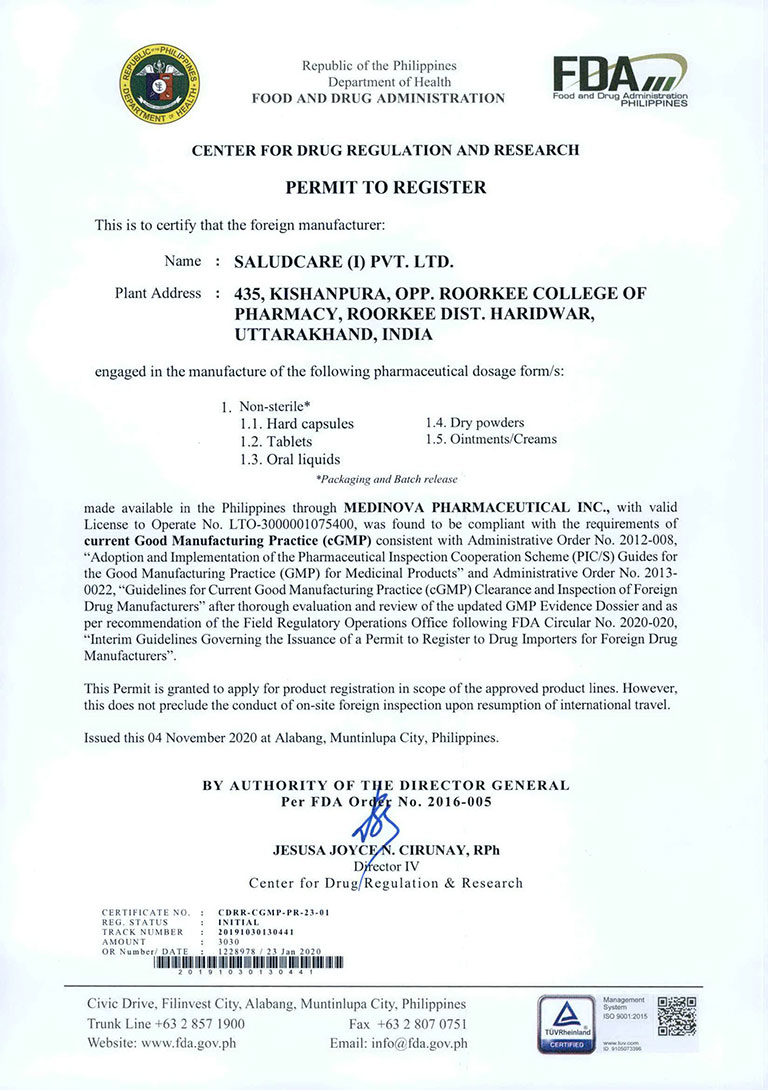 REPUBLIC OF THE PHILIPPINES
DEPARTMENT OF HEALTH
Republic of the Philippines
Department of Health
FOOD AND DRUG ADMINISTRATION
FDA
Food and Drug Administration
PHILIPPINES
CENTER FOR DRUG REGULATION AND RESEARCH
PERMIT TO REGISTER
This is to certify that the foreign manufacturer:
Name : SALUDCARE (I) PVT. LTD.
Plant Address : 435, KISHANPURA, OPP. ROORKEE COLLEGE OF
PHARMACY, ROORKEE DIST. HARIDWAR,
UTTARAKHAND, INDIA
engaged in the manufacture of the following pharmaceutical dosage form/s:
1. Non-sterile*
1.1. Hard capsules
1.2. Tablets
1.3. Oral liquids
1.4. Dry powders
1.5. Ointments/Creams
*Packaging and Batch release
made available in the Philippines through MEDINOVA PHARMACEUTICAL INC., with valid
License to Operate No. LTO-3000001075400, was found to be compliant with the requirements of
current Good Manufacturing Practice (cGMP) consistent with Administrative Order No. 2012-008,
“Adoption and Implementation of the Pharmaceutical Inspection Cooperation Scheme (PIC/S) Guides for
the Good Manufacturing Practice (GMP) for Medicinal Products” and Administrative Order No. 2013-
0022, “Guidelines for Current Good Manufacturing Practice (cGMP) Clearance and Inspection of Foreign
Drug Manufacturers” after thorough evaluation and review of the updated GMP Evidence Dossier and as
per recommendation of the Field Regulatory Operations Office following FDA Circular No. 2020-020,
“Interim Guidelines Governing the Issuance of a Permit to Register to Drug Importers for Foreign Drug
Manufacturers”.
This Permit is granted to apply for product registration in scope of the approved product lines. However,
this does not preclude the conduct of on-site foreign inspection upon resumption of international travel.
Issued this 04 November 2020 at Alabang, Muntinlupa City, Philippines.
BY AUTHORITY OF THE DIRECTOR GENERAL
Per FDA Order No. 2016-005
JESUSA JOYCE N. CIRUNAY, RPh
Director IV
Center for Drug Regulation & Research
CERTIFICATE NO. : CDRR-CGMP-PR-23-01
REG. STATUS : INITIAL
TRACK NUMBER : 20191030130441
AMOUNT : 3030
OR Number/ DATE : 1228978 / 23 Jan 2020
20191030130441
Civic Drive, Filinvest City, Alabang, Muntinlupa City, Philippines
Trunk Line +63 2 857 1900 Fax +63 2 807 0751
Website: www.fda.gov.ph Email: info@fda.gov.ph
TÜVRheinland
CERTIFIED
Management
System
ISO 9001:2015
www.tuv.com
ID 9105073396